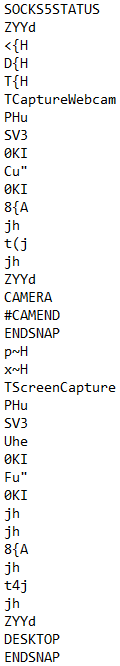 SOCKS5STATUS
ZYYd
<{H
D{H
T{H
TCaptureWebcam
PHu
SV3
0KI
Cu"
0KI
8{A
jh
t(j
jh
ZYYd
CAMERA
#CAMEND
ENDSNAP
p~H
x~H
TScreenCapture
PHu
SV3
Uhe
0KI
Fu"
0KI
jh
jh
8{A
jh
t4j
jh
ZYYd
DESKTOP
ENDSNAP